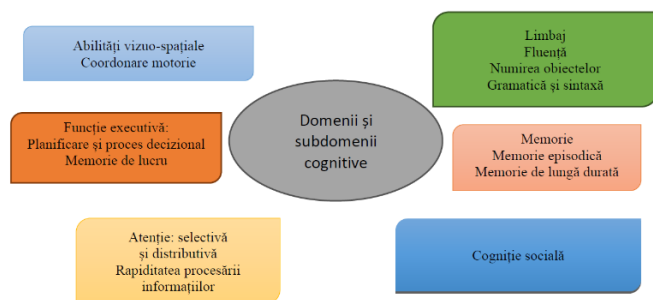 Abilități vizuo-spațiale
Coordonare motorie
Limbaj
Fluență
Numirea obiectelor
Gramatică și sintaxă
Domenii și
subdomenii
cognitive
Funcție executivă:
Planificare și proces decizional
Memorie de lucru
Memorie
Memorie episodică
Memorie de lungă durată
Atenție: selectivă
și distributivă
Rapiditatea procesării
informațiilor
Cogniție socială